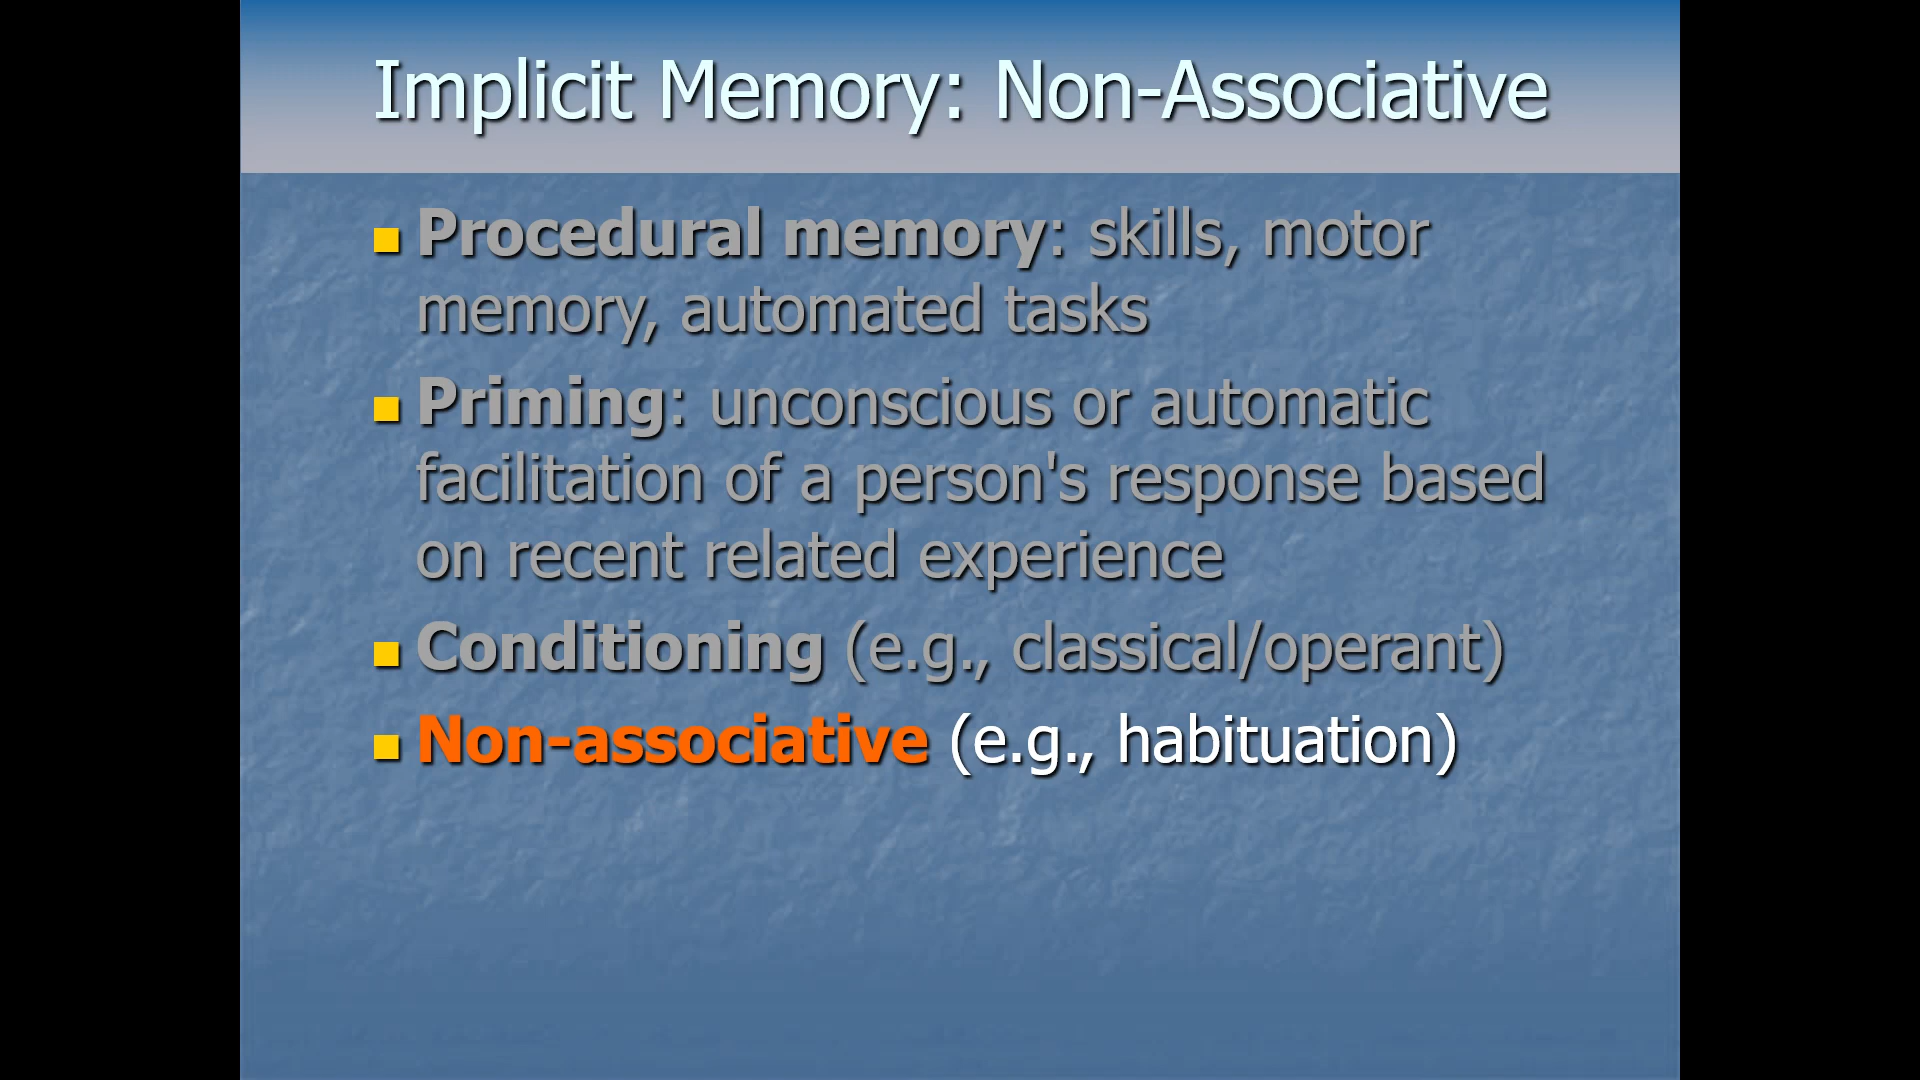 Implicit Memory: Non-Associative
Procedural memory: skills, motor
memory, automated tasks
Priming: unconscious or automatic
facilitation of a person's response based
on recent related experience
Conditioning (e.g., classical/operant)
Non-associative (e.g., habituation)